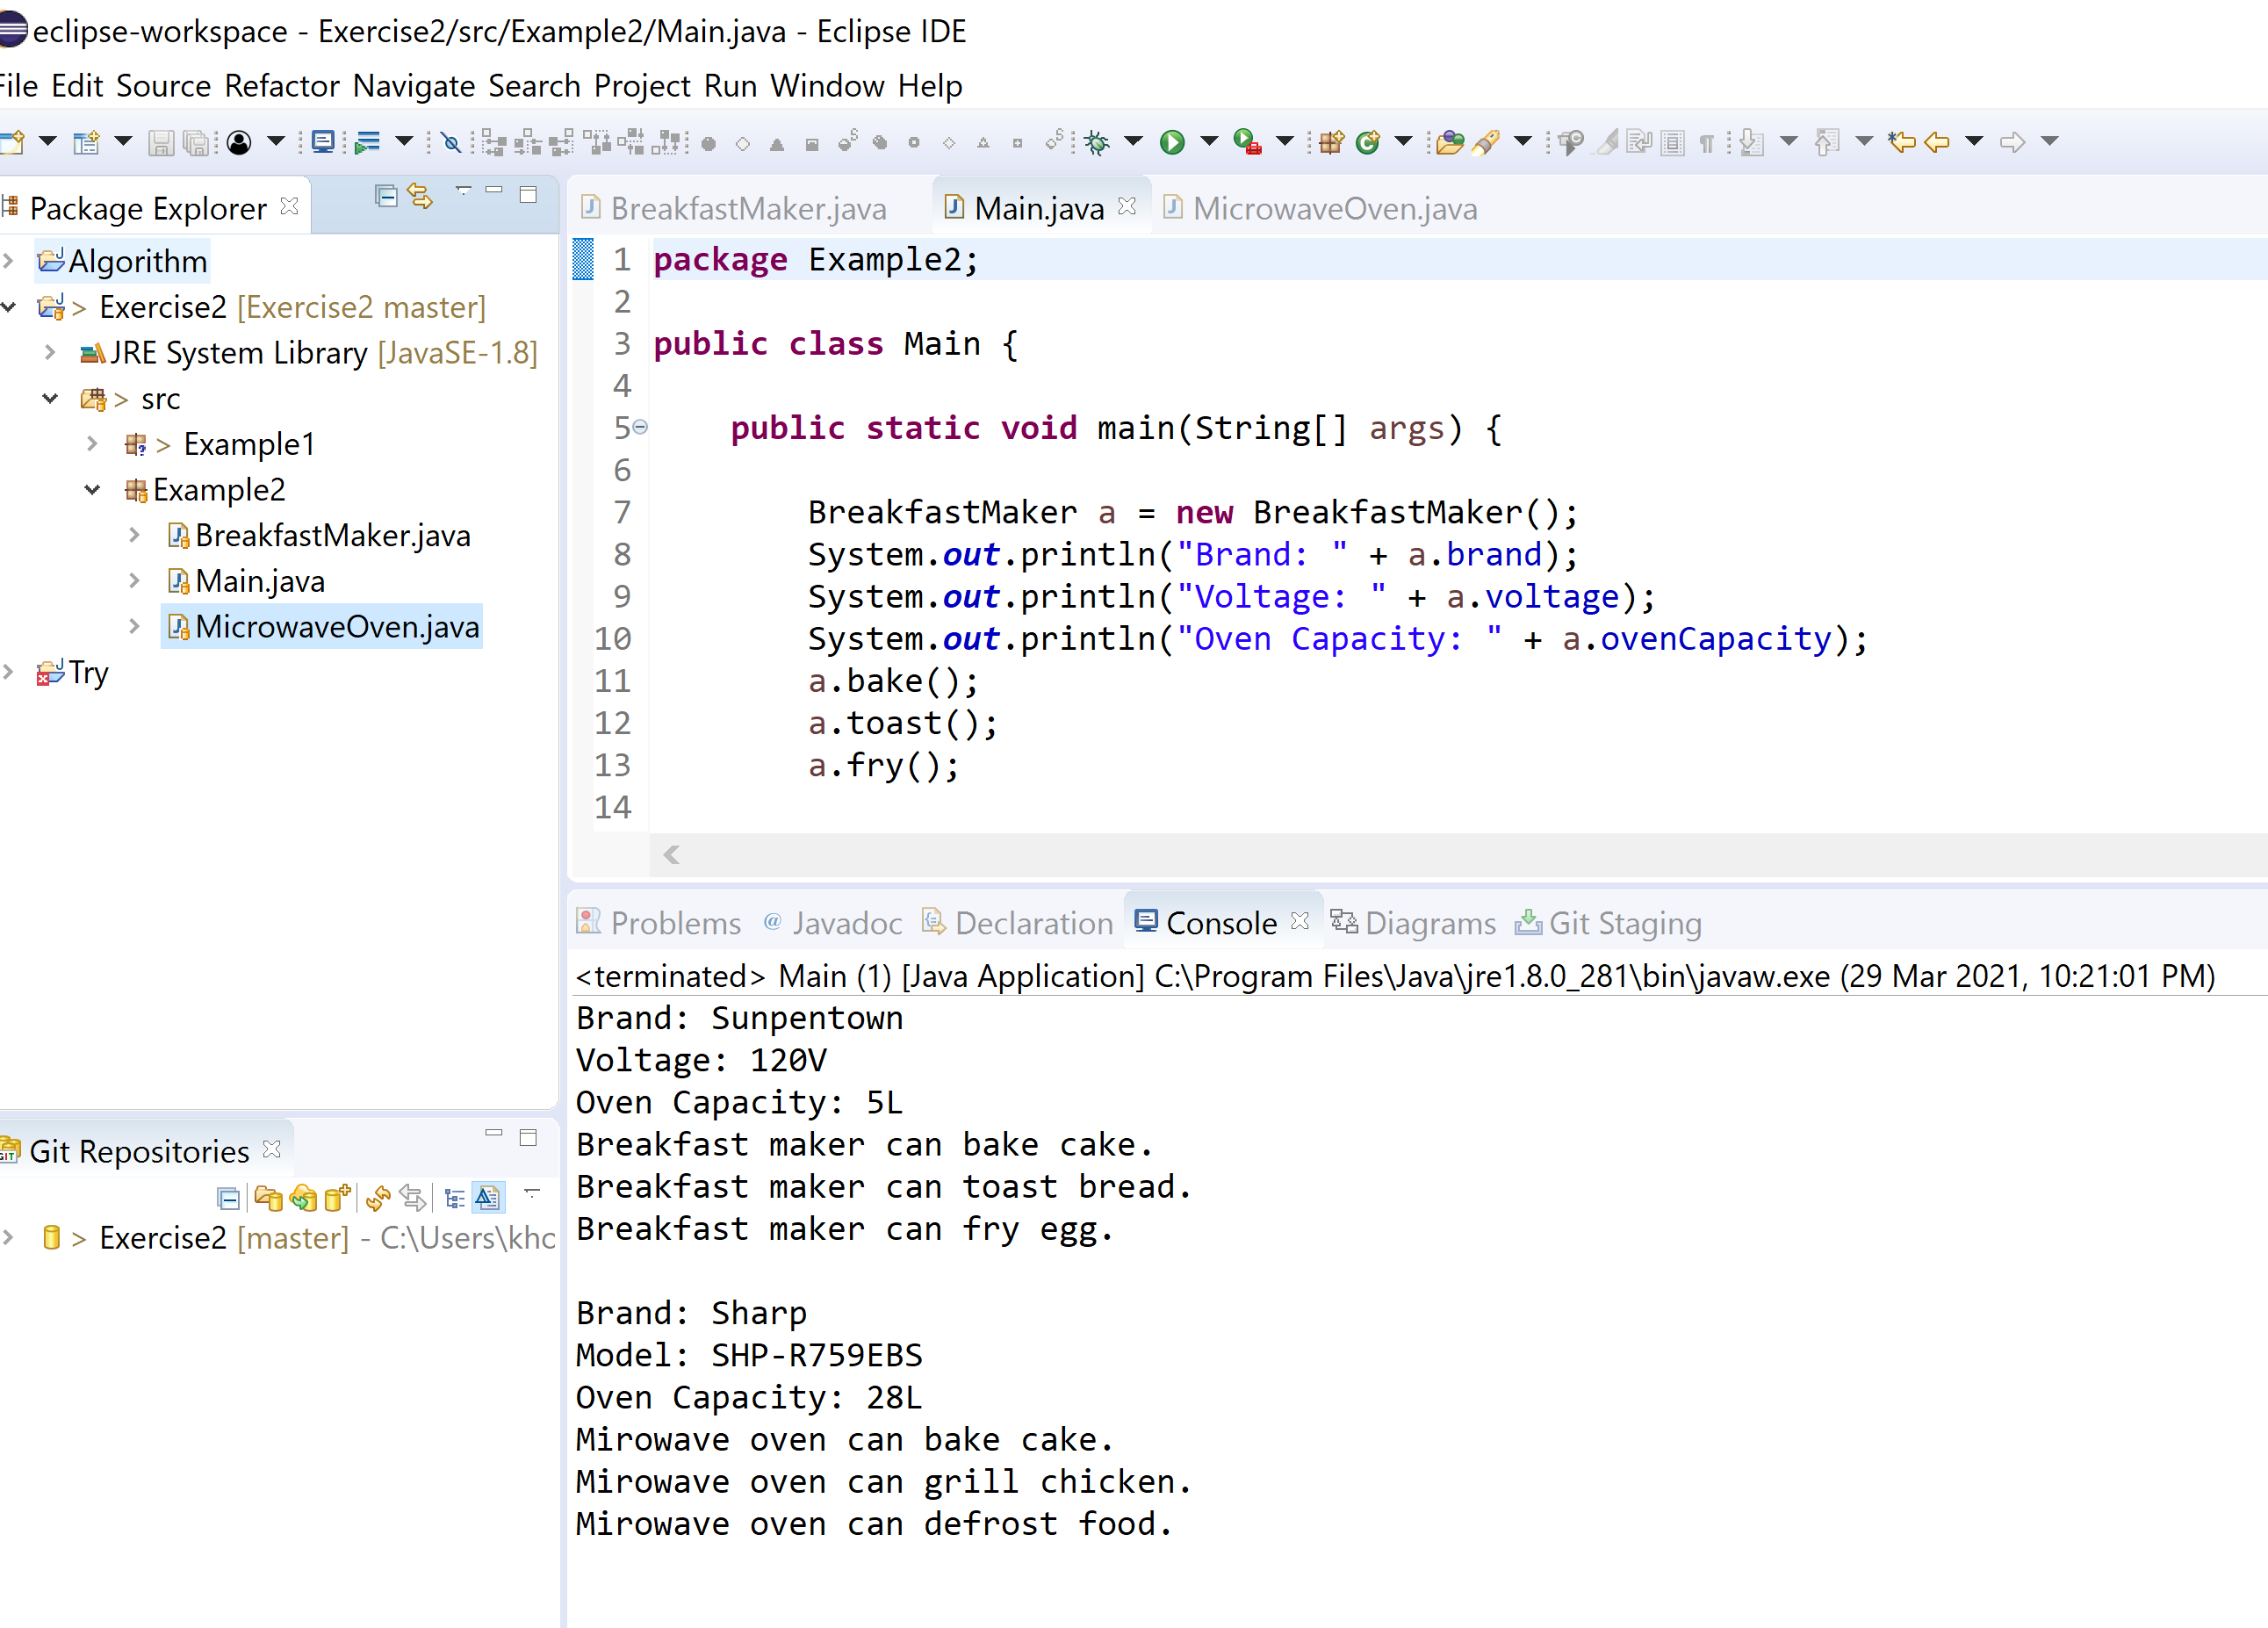 eclipse-workspace - Exercise2/src/Example2/Main.java - Eclipse IDE
File Edit Source Refactor Navigate Search Project Run Window Help
Package Explorer
Algorithm
> Exercise2 [Exercise2 master]
JRE System Library [JavaSE-1.8]
> src
> Example1
Example2
BreakfastMaker.java
Main.java
MicrowaveOven.java
Try
BreakfastMaker.java Main.java MicrowaveOven.java
1 package Example2;
2
3 public class Main {
4
5 public static void main(String[] args) {
6
7 BreakfastMaker a = new BreakfastMaker();
8 System.out.println("Brand: " + a.brand);
9 System.out.println("Voltage: " + a.voltage);
10 System.out.println("Oven Capacity: " + a.ovenCapacity);
11 a.bake();
12 a.toast();
13 a.fry();
14
Problems @ Javadoc Declaration Console Diagrams Git Staging
<terminated> Main (1) [Java Application] C:\Program Files\Java\jre1.8.0_281\bin\javaw.exe (29 Mar 2021, 10:21:01 PM)
Brand: Sunpentown
Voltage: 120V
Oven Capacity: 5L
Breakfast maker can bake cake.
Breakfast maker can toast bread.
Breakfast maker can fry egg.
Brand: Sharp
Model: SHP-R759EBS
Oven Capacity: 28L
Mirowave oven can bake cake.
Mirowave oven can grill chicken.
Mirowave oven can defrost food.
GIT Git Repositories
> Exercise2 [master] - C:\Users\khc